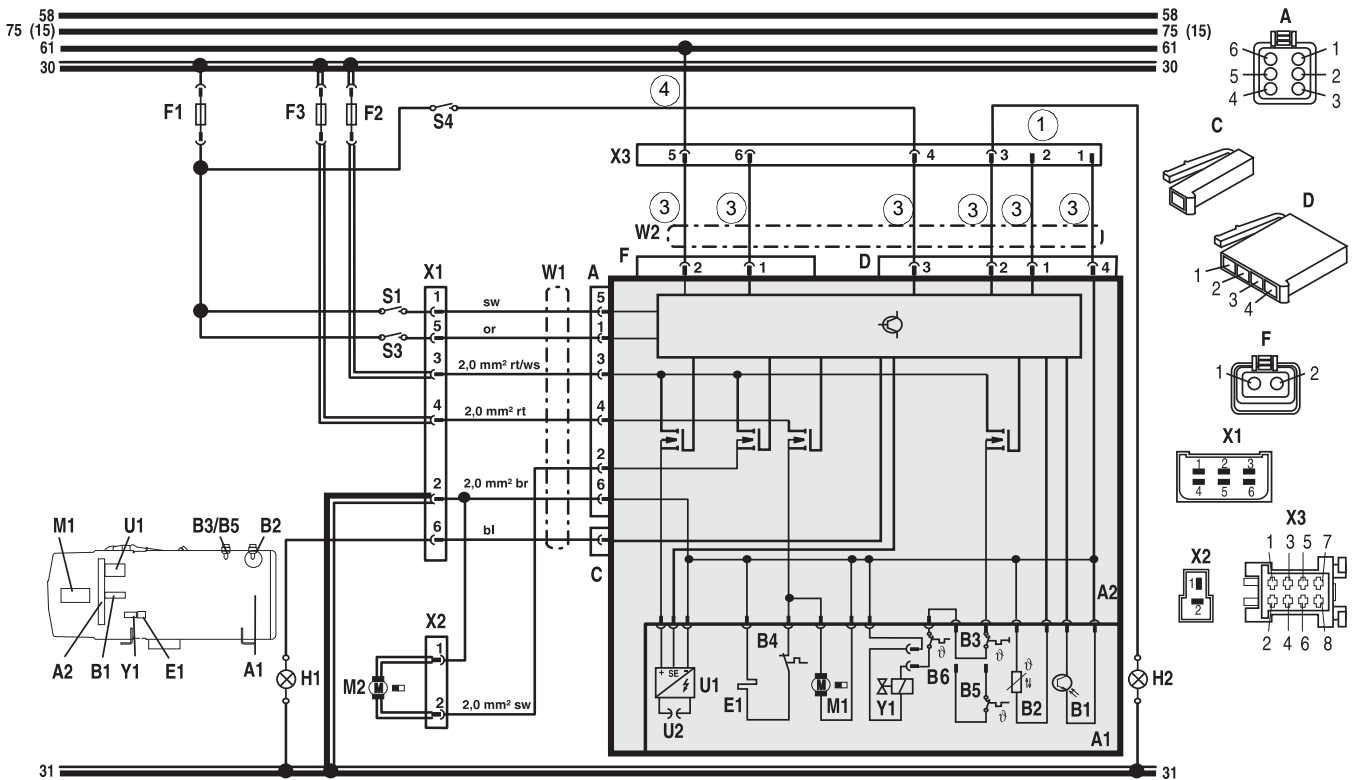 58 58
75 (15) 75 (15)
61 61
30 30
A
6 1
5 2
4 3
F1 F3 F2 S4 4 1
C
X3 5 6 4 3 2 1
3 3 3 3 3 3
W2
D
1 2 3 4
F 2 1 D 3 2 1 4
X1 W1 A
S1 1 sw 5
S3 5 or 1
3 2,0 mm² rt/ws 3
4 2,0 mm² rt 4
2
2 2,0 mm² br 6
6 bl
C
F
1 2
X1
1 2 3
4 5 6
X3
1 3 5 7
2 4 6 8
X2
1
2
M1 U1 B3/B5 B2
A2 B1 Y1 E1 A1
H1
X2
1
M2 M
2 2,0 mm² sw
A2
+ SE -
U1
U2
E1
B4
M M1
Y1
ϑ B6
B3 ϑ
B5 ϑ
ϑ B2
B1
A1
H2
31 31